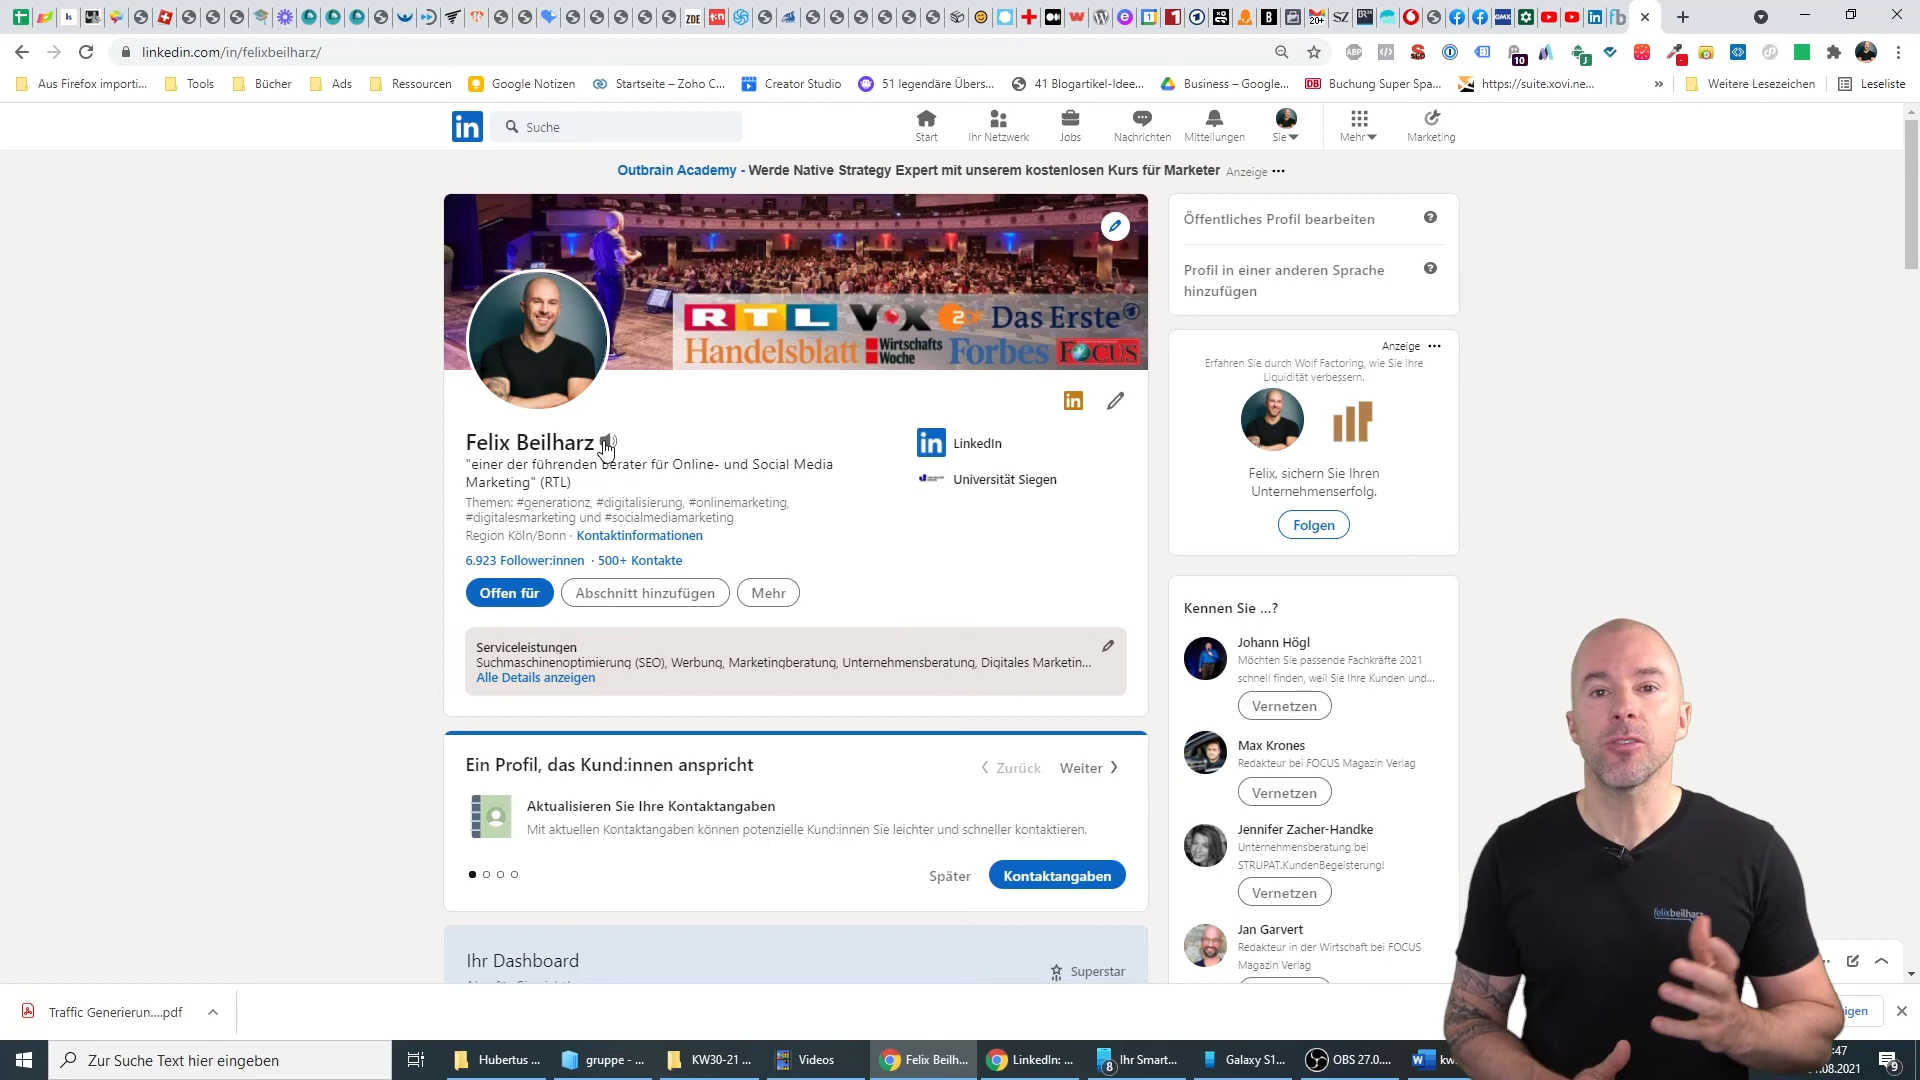 linkedin.com/in/felixbeilharz/
Aus Firefox importi...
Tools
Bücher
Ads
Ressourcen
Google Notizen
Startseite – Zoho C...
Creator Studio
51 legendäre Übers...
41 Blogartikel-Idee...
Business – Google...
Buchung Super Spa...
https://suite.xovi.ne...
»
Weitere Lesezeichen
Leseliste
in
Suche
Start
Ihr Netzwerk
Jobs
Nachrichten
Mitteilungen
Sie
Mehr
Marketing
Outbrain Academy - Werde Native Strategy Expert mit unserem kostenlosen Kurs für Marketer Anzeige
RTL VOX ZDF Das Erste
Handelsblatt Wirtschafts Woche Forbes FOCUS
Felix Beilharz
"einer der führenden Berater für Online- und Social Media
Marketing" (RTL)
Themen: #generationz, #digitalisierung, #onlinemarketing,
#digitalesmarketing und #socialmediamarketing
Region Köln/Bonn · Kontaktinformationen
6.923 Follower:innen · 500+ Kontakte
Offen für
Abschnitt hinzufügen
Mehr
in LinkedIn
Universität Siegen
Serviceleistungen
Suchmaschinenoptimierung (SEO), Werbung, Marketingberatung, Unternehmensberatung, Digitales Marketin...
Alle Details anzeigen
Ein Profil, das Kund:innen anspricht
Zurück
Weiter
Aktualisieren Sie Ihre Kontaktangaben
Mit aktuellen Kontaktangaben können potenzielle Kund:innen Sie leichter und schneller kontaktieren.
Später
Kontaktangaben
Ihr Dashboard
Superstar
Öffentliches Profil bearbeiten
Profil in einer anderen Sprache
hinzufügen
Anzeige
Erfahren Sie durch Wolf Factoring, wie Sie ihre
Liquidität verbessern.
Felix, sichern Sie Ihren
Unternehmenserfolg.
Folgen
Kennen Sie ...?
Johann Högl
Möchten Sie passende Fachkräfte 2021
schnell finden, weil Sie Ihre Kunden und...
Vernetzen
Max Krones
Redakteur bei FOCUS Magazin Verlag
Vernetzen
Jennifer Zacher-Handke
Unternehmensberatung bei
STRUPAT.KundenBegeisterung!
Vernetzen
Jan Garvert
Redakteur in der Wirtschaft bei FOCUS
Magazin Verlag
felixbeilharz
Traffic Generierun....pdf
igen
Zur Suche Text hier eingeben
Hubertus ...
gruppe - ...
KW30-21 ...
Videos
Felix Beilh...
LinkedIn: ...
Ihr Smart...
8
Galaxy S1...
OBS 27.0....
:47
.08.2021
9